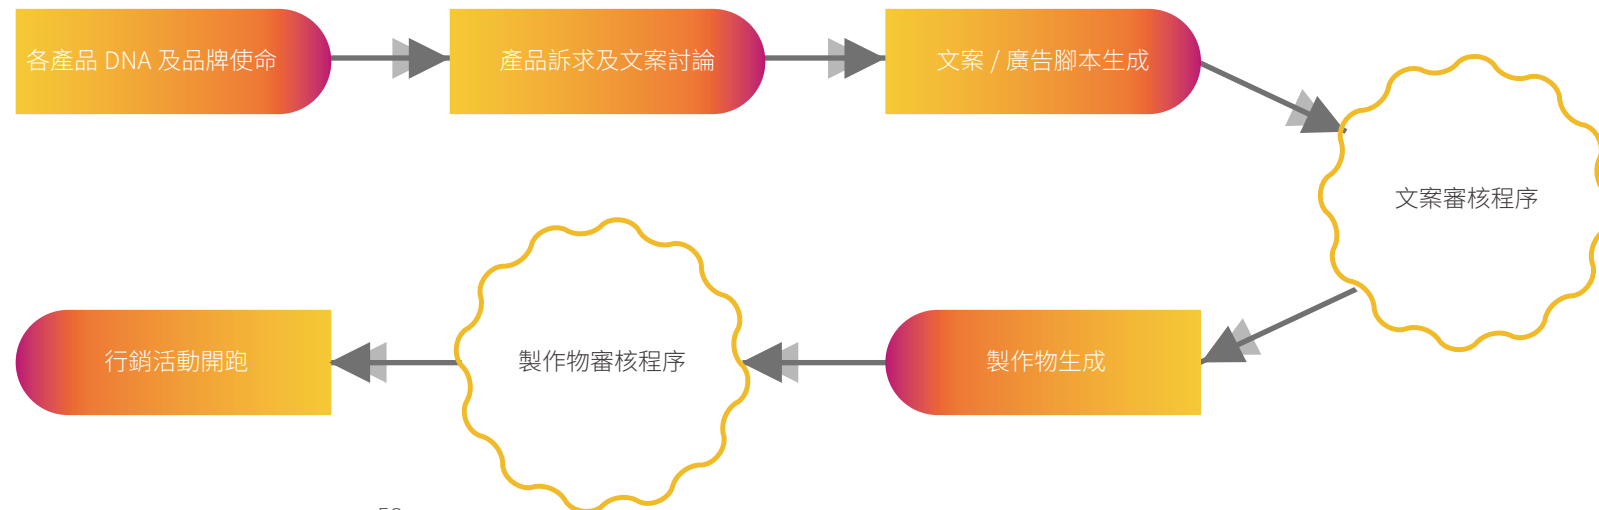 各產品 DNA 及品牌使命
產品訴求及文案討論
文案 / 廣告腳本生成
文案審核程序
製作物生成
製作物審核程序
行銷活動開跑